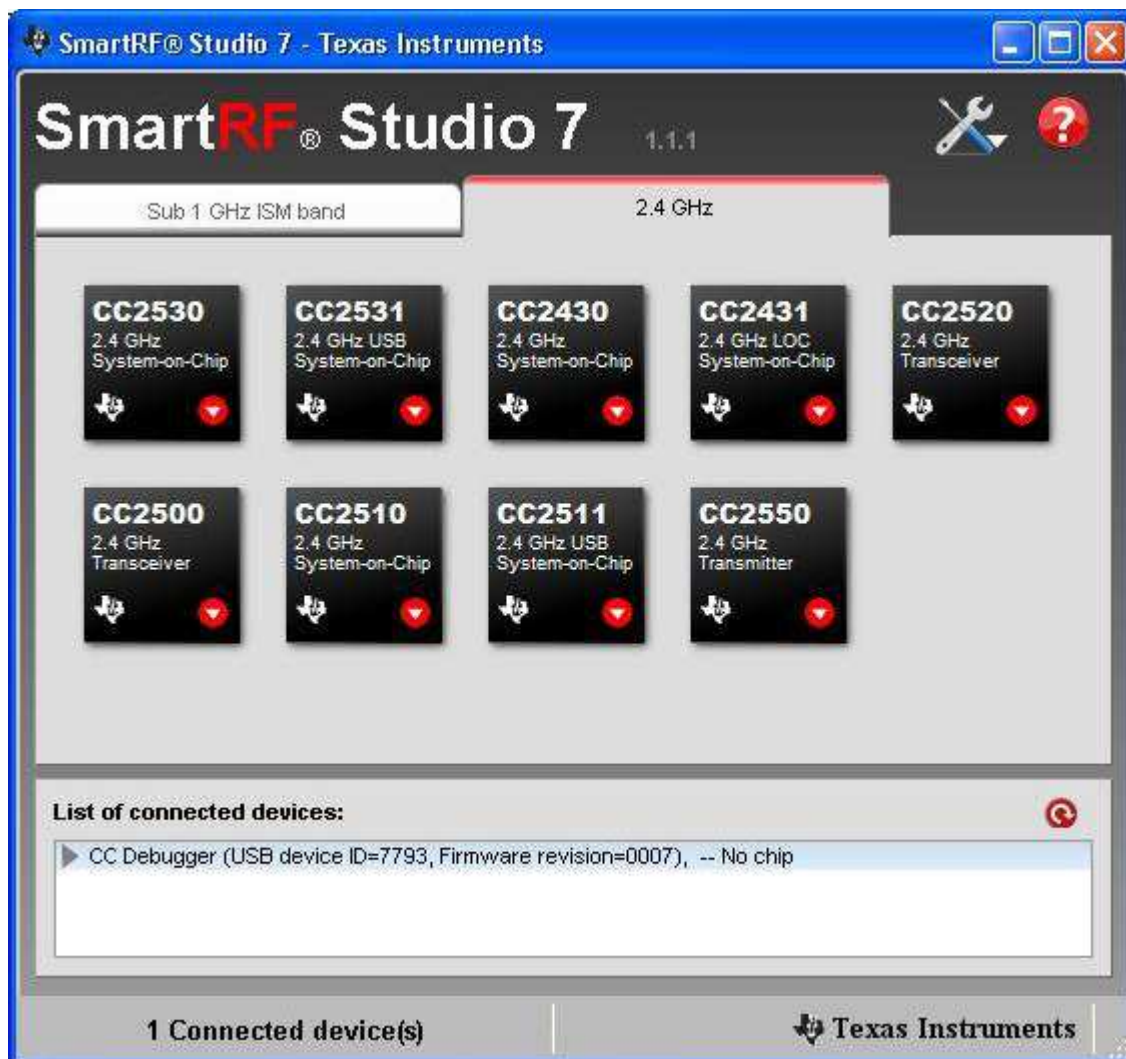 SmartRF® Studio 7 - Texas Instruments
SmartRF® Studio 7 1.1.1
Sub 1 GHz ISM band
2.4 GHz
CC2530
2.4 GHz
System-on-Chip
CC2531
2.4 GHz USB
System-on-Chip
CC2430
2.4 GHz
System-on-Chip
CC2431
2.4 GHz LOC
System-on-Chip
CC2520
2.4 GHz
Transceiver
CC2500
2.4 GHz
Transceiver
CC2510
2.4 GHz
System-on-Chip
CC2511
2.4 GHz USB
System-on-Chip
CC2550
2.4 GHz
Transmitter
List of connected devices:
CC Debugger (USB device ID=7793, Firmware revision=0007), -- No chip
1 Connected device(s)
Texas Instruments